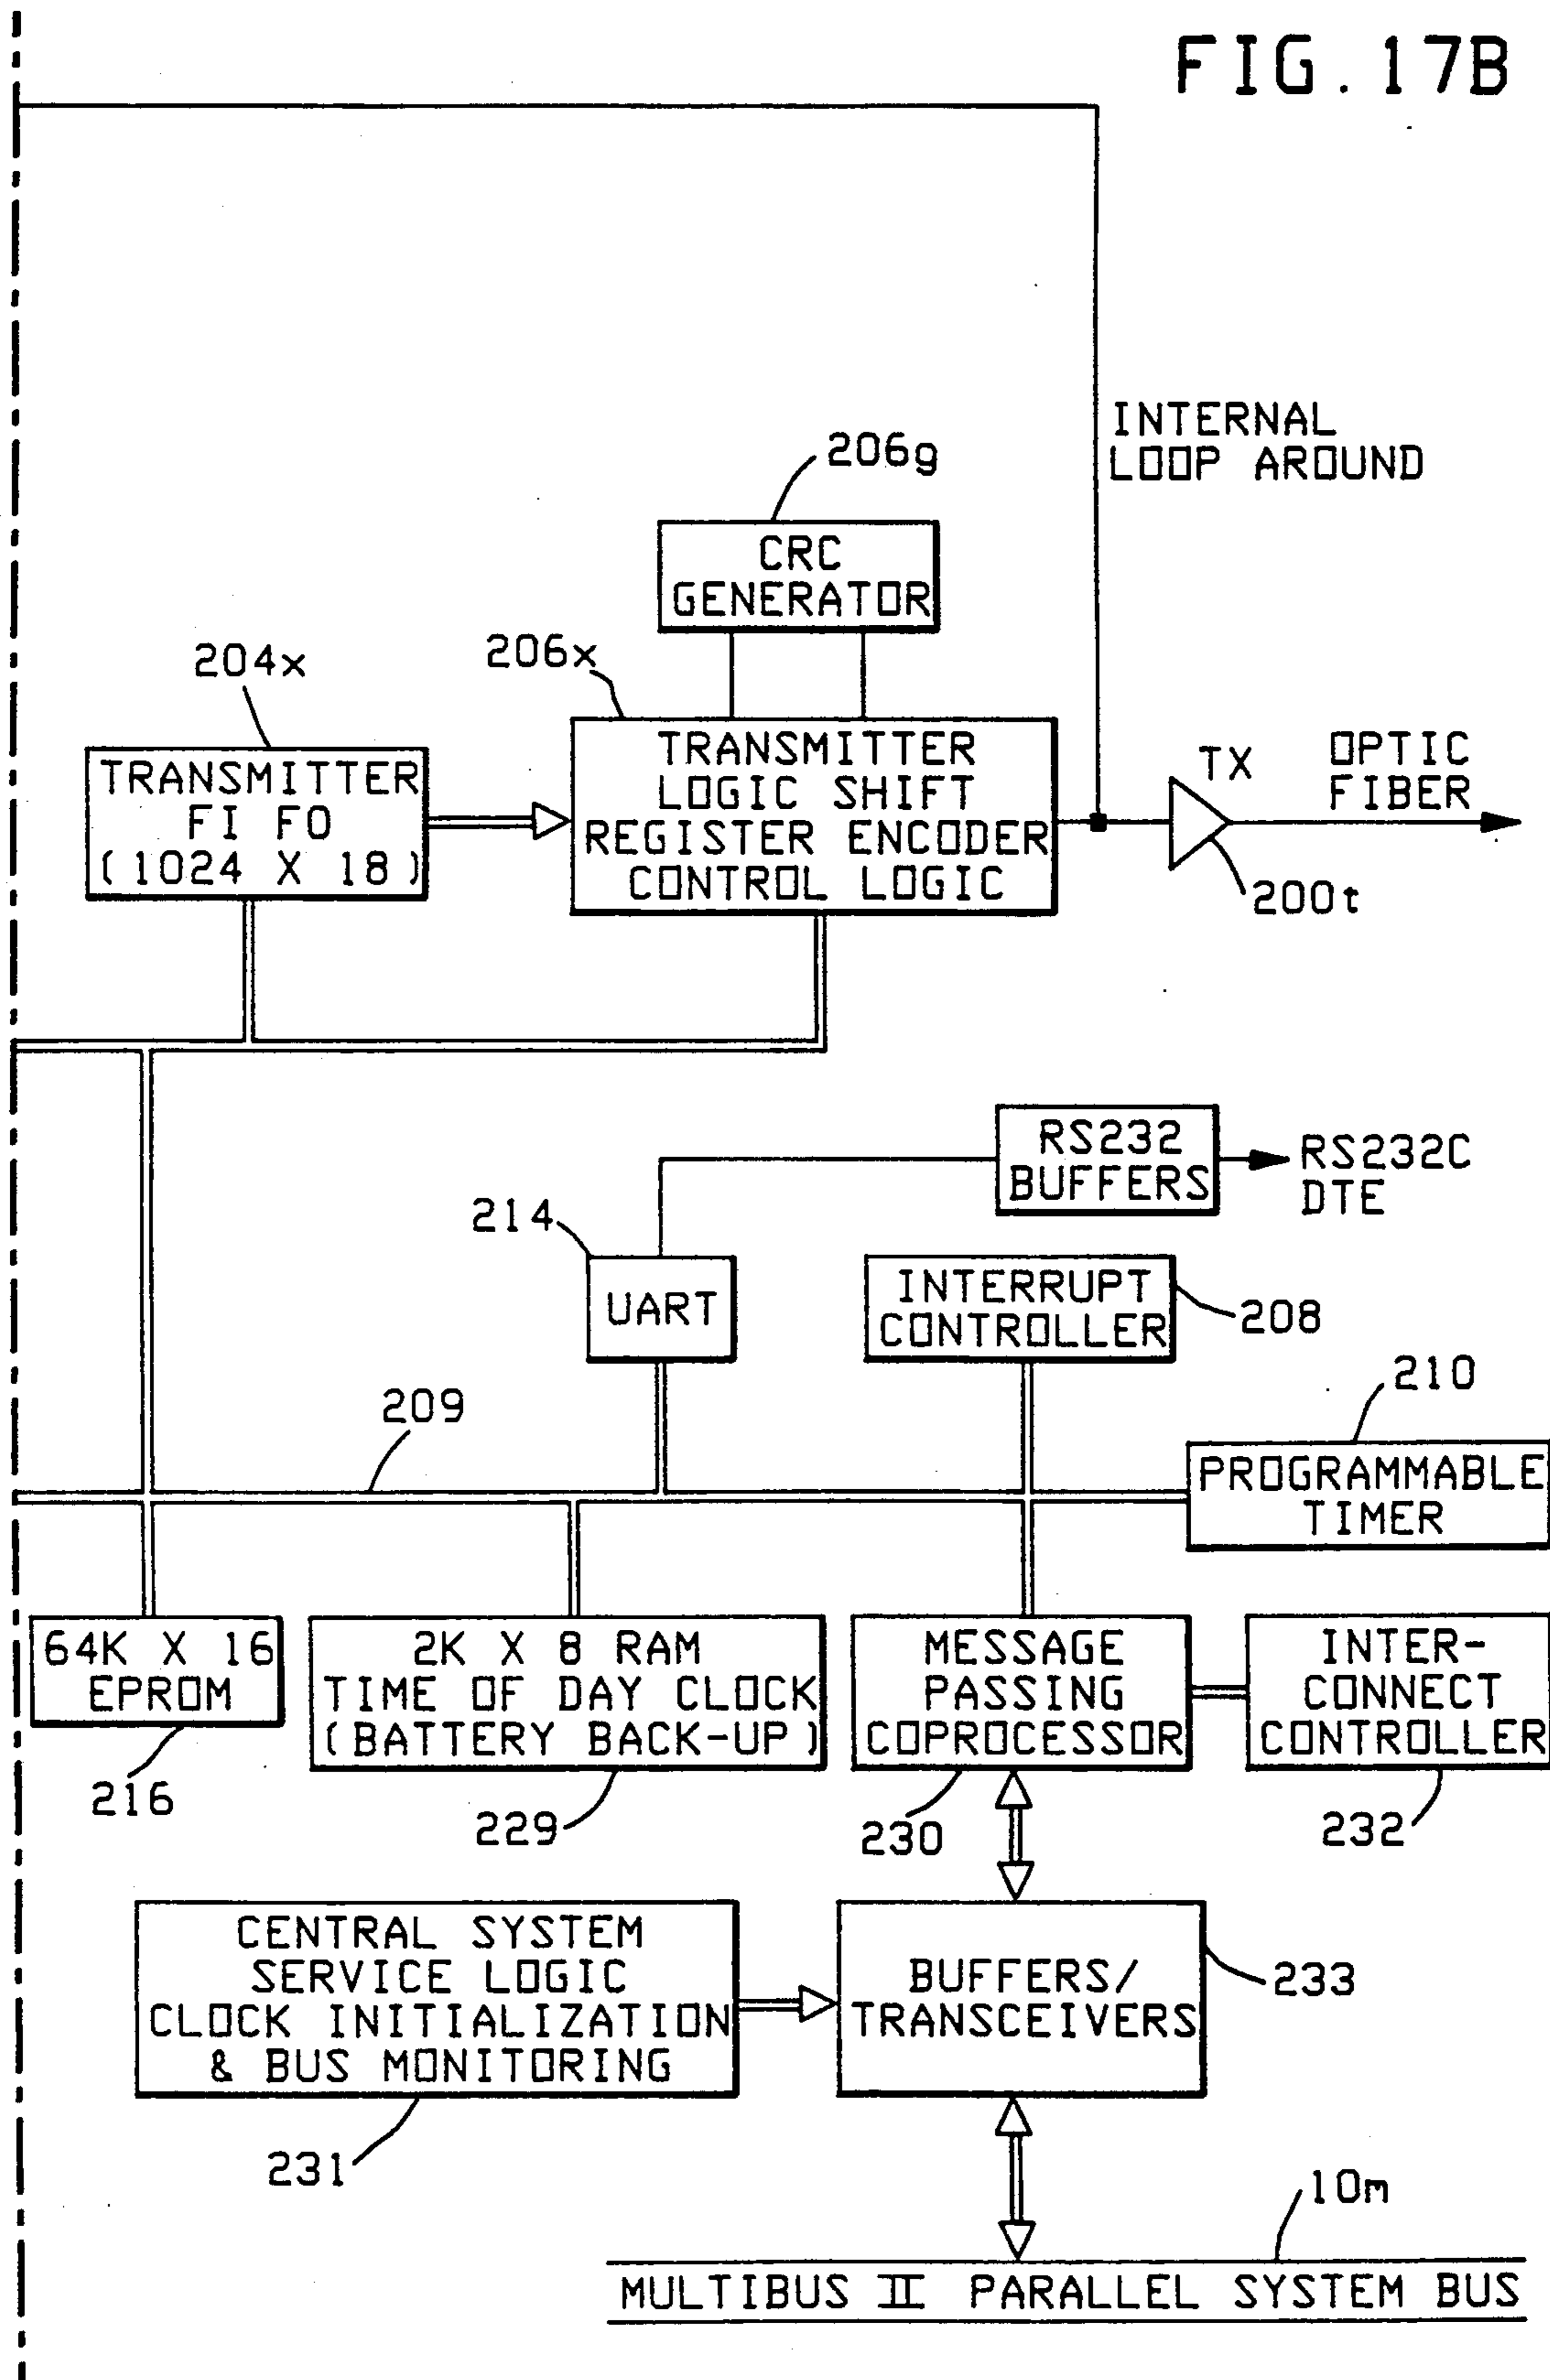 FIG. 17B
INTERNAL
LOOP AROUND
206g
CRC
GENERATOR
204x
206x
TRANSMITTER
FI FO
(1024 X 18)
TRANSMITTER
LOGIC SHIFT
REGISTER ENCODER
CONTROL LOGIC
TX
OPTIC
FIBER
200t
RS232
BUFFERS
RS232C
DTE
214
UART
INTERRUPT
CONTROLLER
208
209
210
PROGRAMMABLE
TIMER
64K X 16
EPROM
216
2K X 8 RAM
TIME OF DAY CLOCK
(BATTERY BACK-UP)
229
MESSAGE
PASSING
COPROCESSOR
230
INTER-
CONNECT
CONTROLLER
232
CENTRAL SYSTEM
SERVICE LOGIC
CLOCK INITIALIZATION
& BUS MONITORING
231
BUFFERS/
TRANSCEIVERS
233
10m
MULTIBUS II PARALLEL SYSTEM BUS